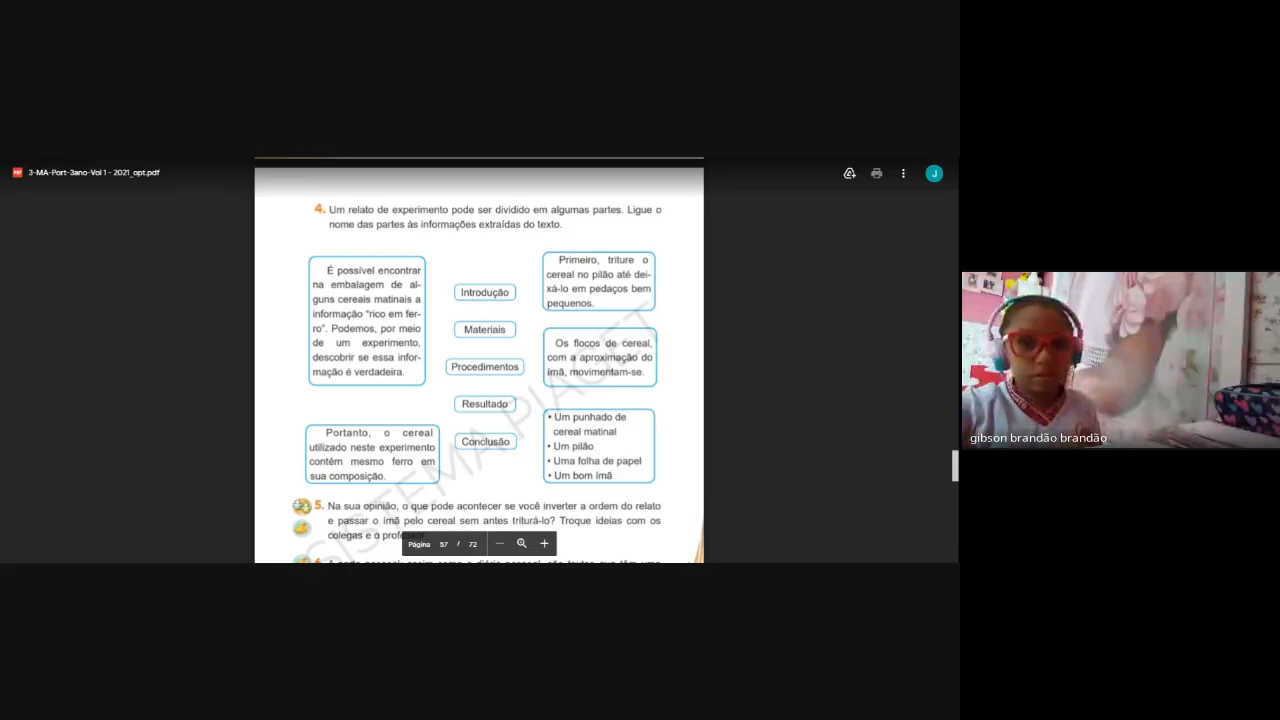 3-MA-Port-3ano-Vol 1 - 2021_opt.pdf
J
4. Um relato de experimento pode ser dividido em algumas partes. Ligue o
nome das partes às informações extraídas do texto.
É possível encontrar
na embalagem de al-
guns cereais matinais a
informação “rico em fer-
ro”. Podemos, por meio
de um experimento,
descobrir se essa infor-
mação é verdadeira.
Portanto, o cereal
utilizado neste experimento
contém mesmo ferro em
sua composição.
Introdução
Materiais
Procedimentos
Resultado
Conclusão
Primeiro, triture o
cereal no pilão até dei-
xá-lo em pedaços bem
pequenos.
Os flocos de cereal,
com a aproximação do
ímã, movimentam-se.
• Um punhado de
cereal matinal
• Um pilão
• Uma folha de papel
• Um bom ímã
5. Na sua opinião, o que pode acontecer se você inverter a ordem do relato
e passar o ímã pelo cereal sem antes triturá-lo? Troque ideias com os
colegas e o
Página 57 / 72
SISTEMA PIAGET
gibson brandão brandão